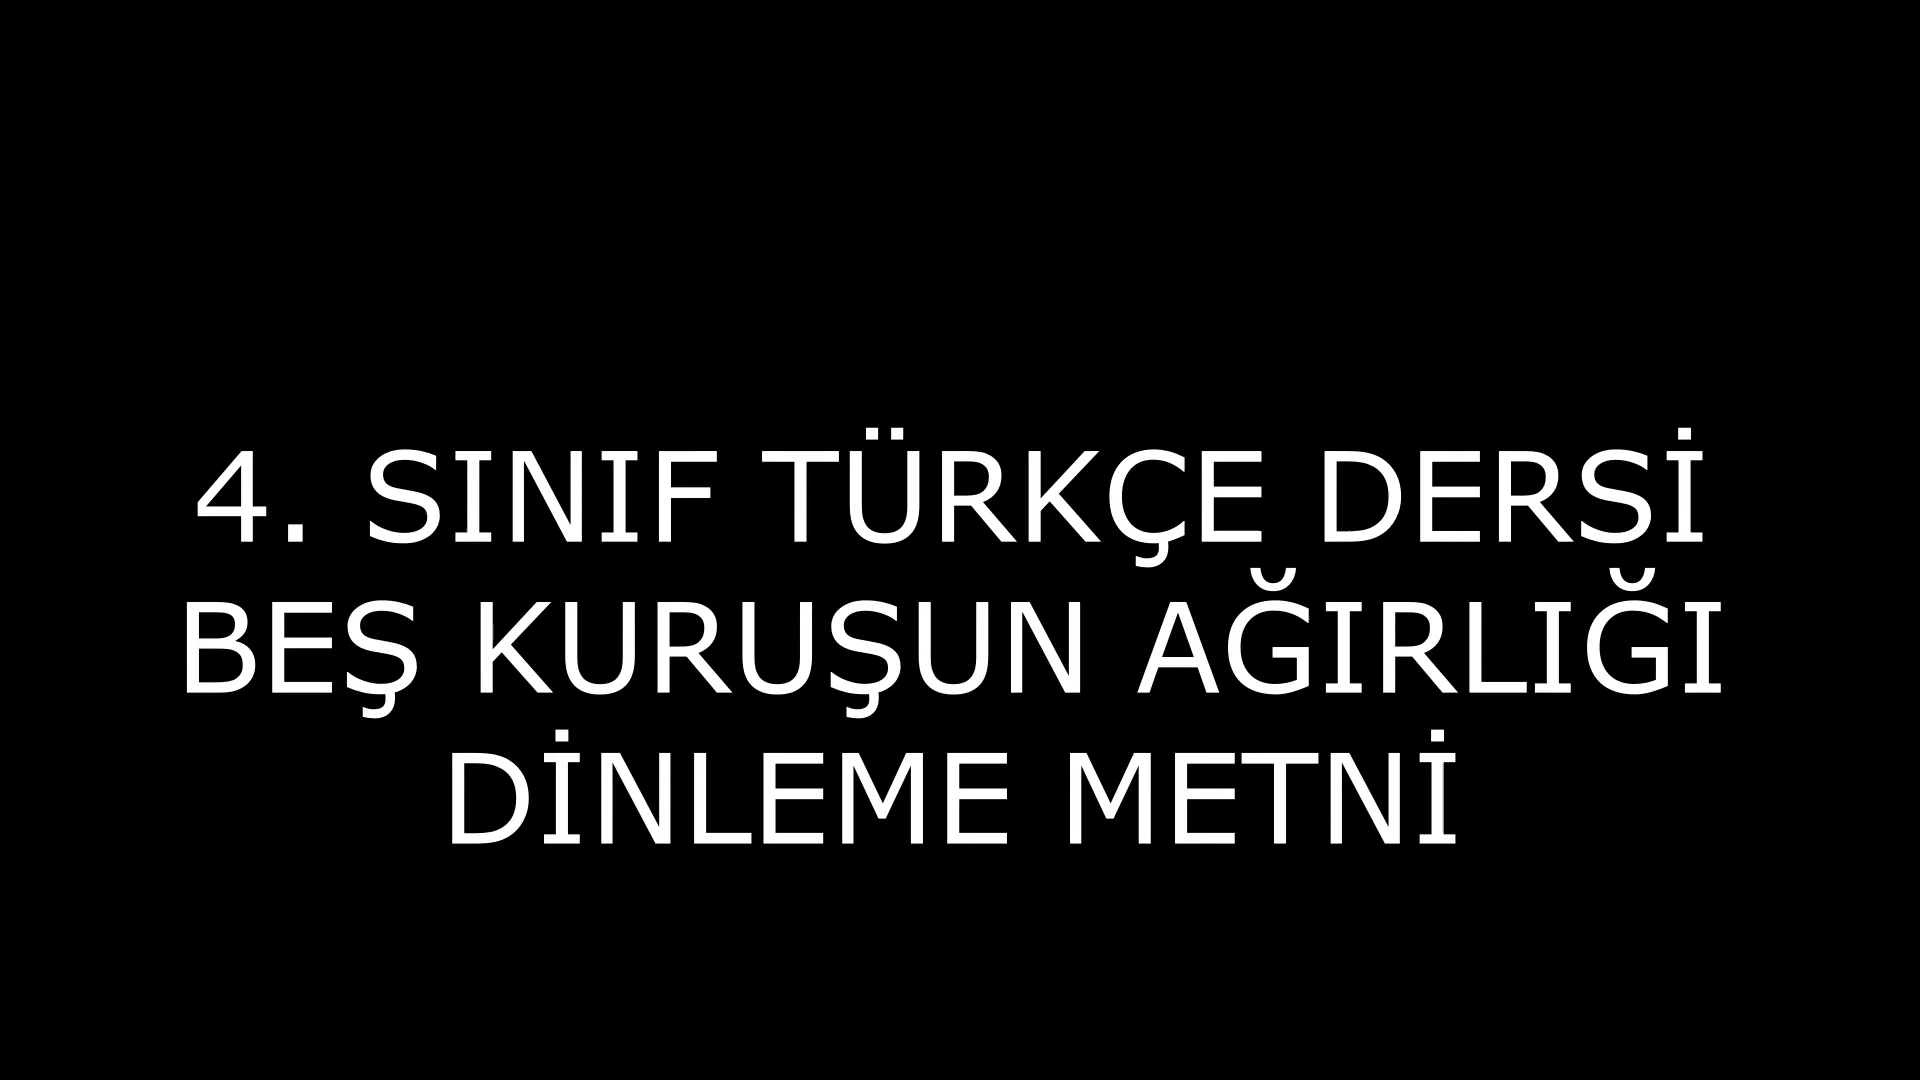 4. SINIF TÜRKÇE DERSİ
BEŞ KURUŞUN AĞIRLIĞI
DİNLEME METNİ